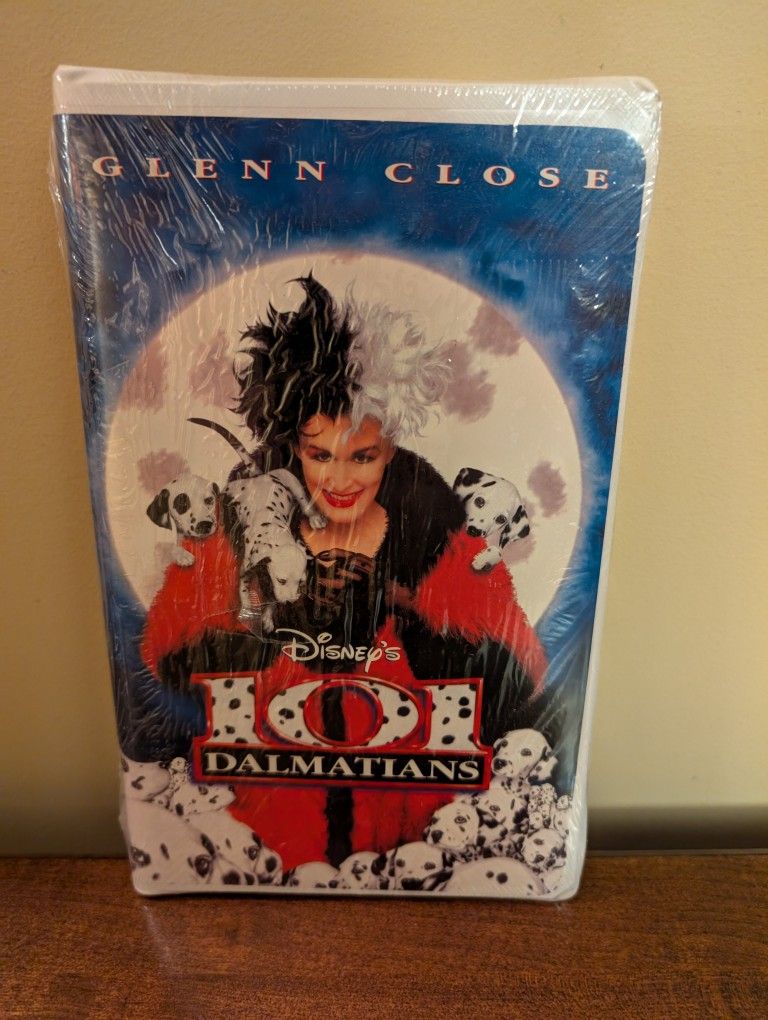 GLENN CLOSE
DISNEY'S
101
DALMATIANS